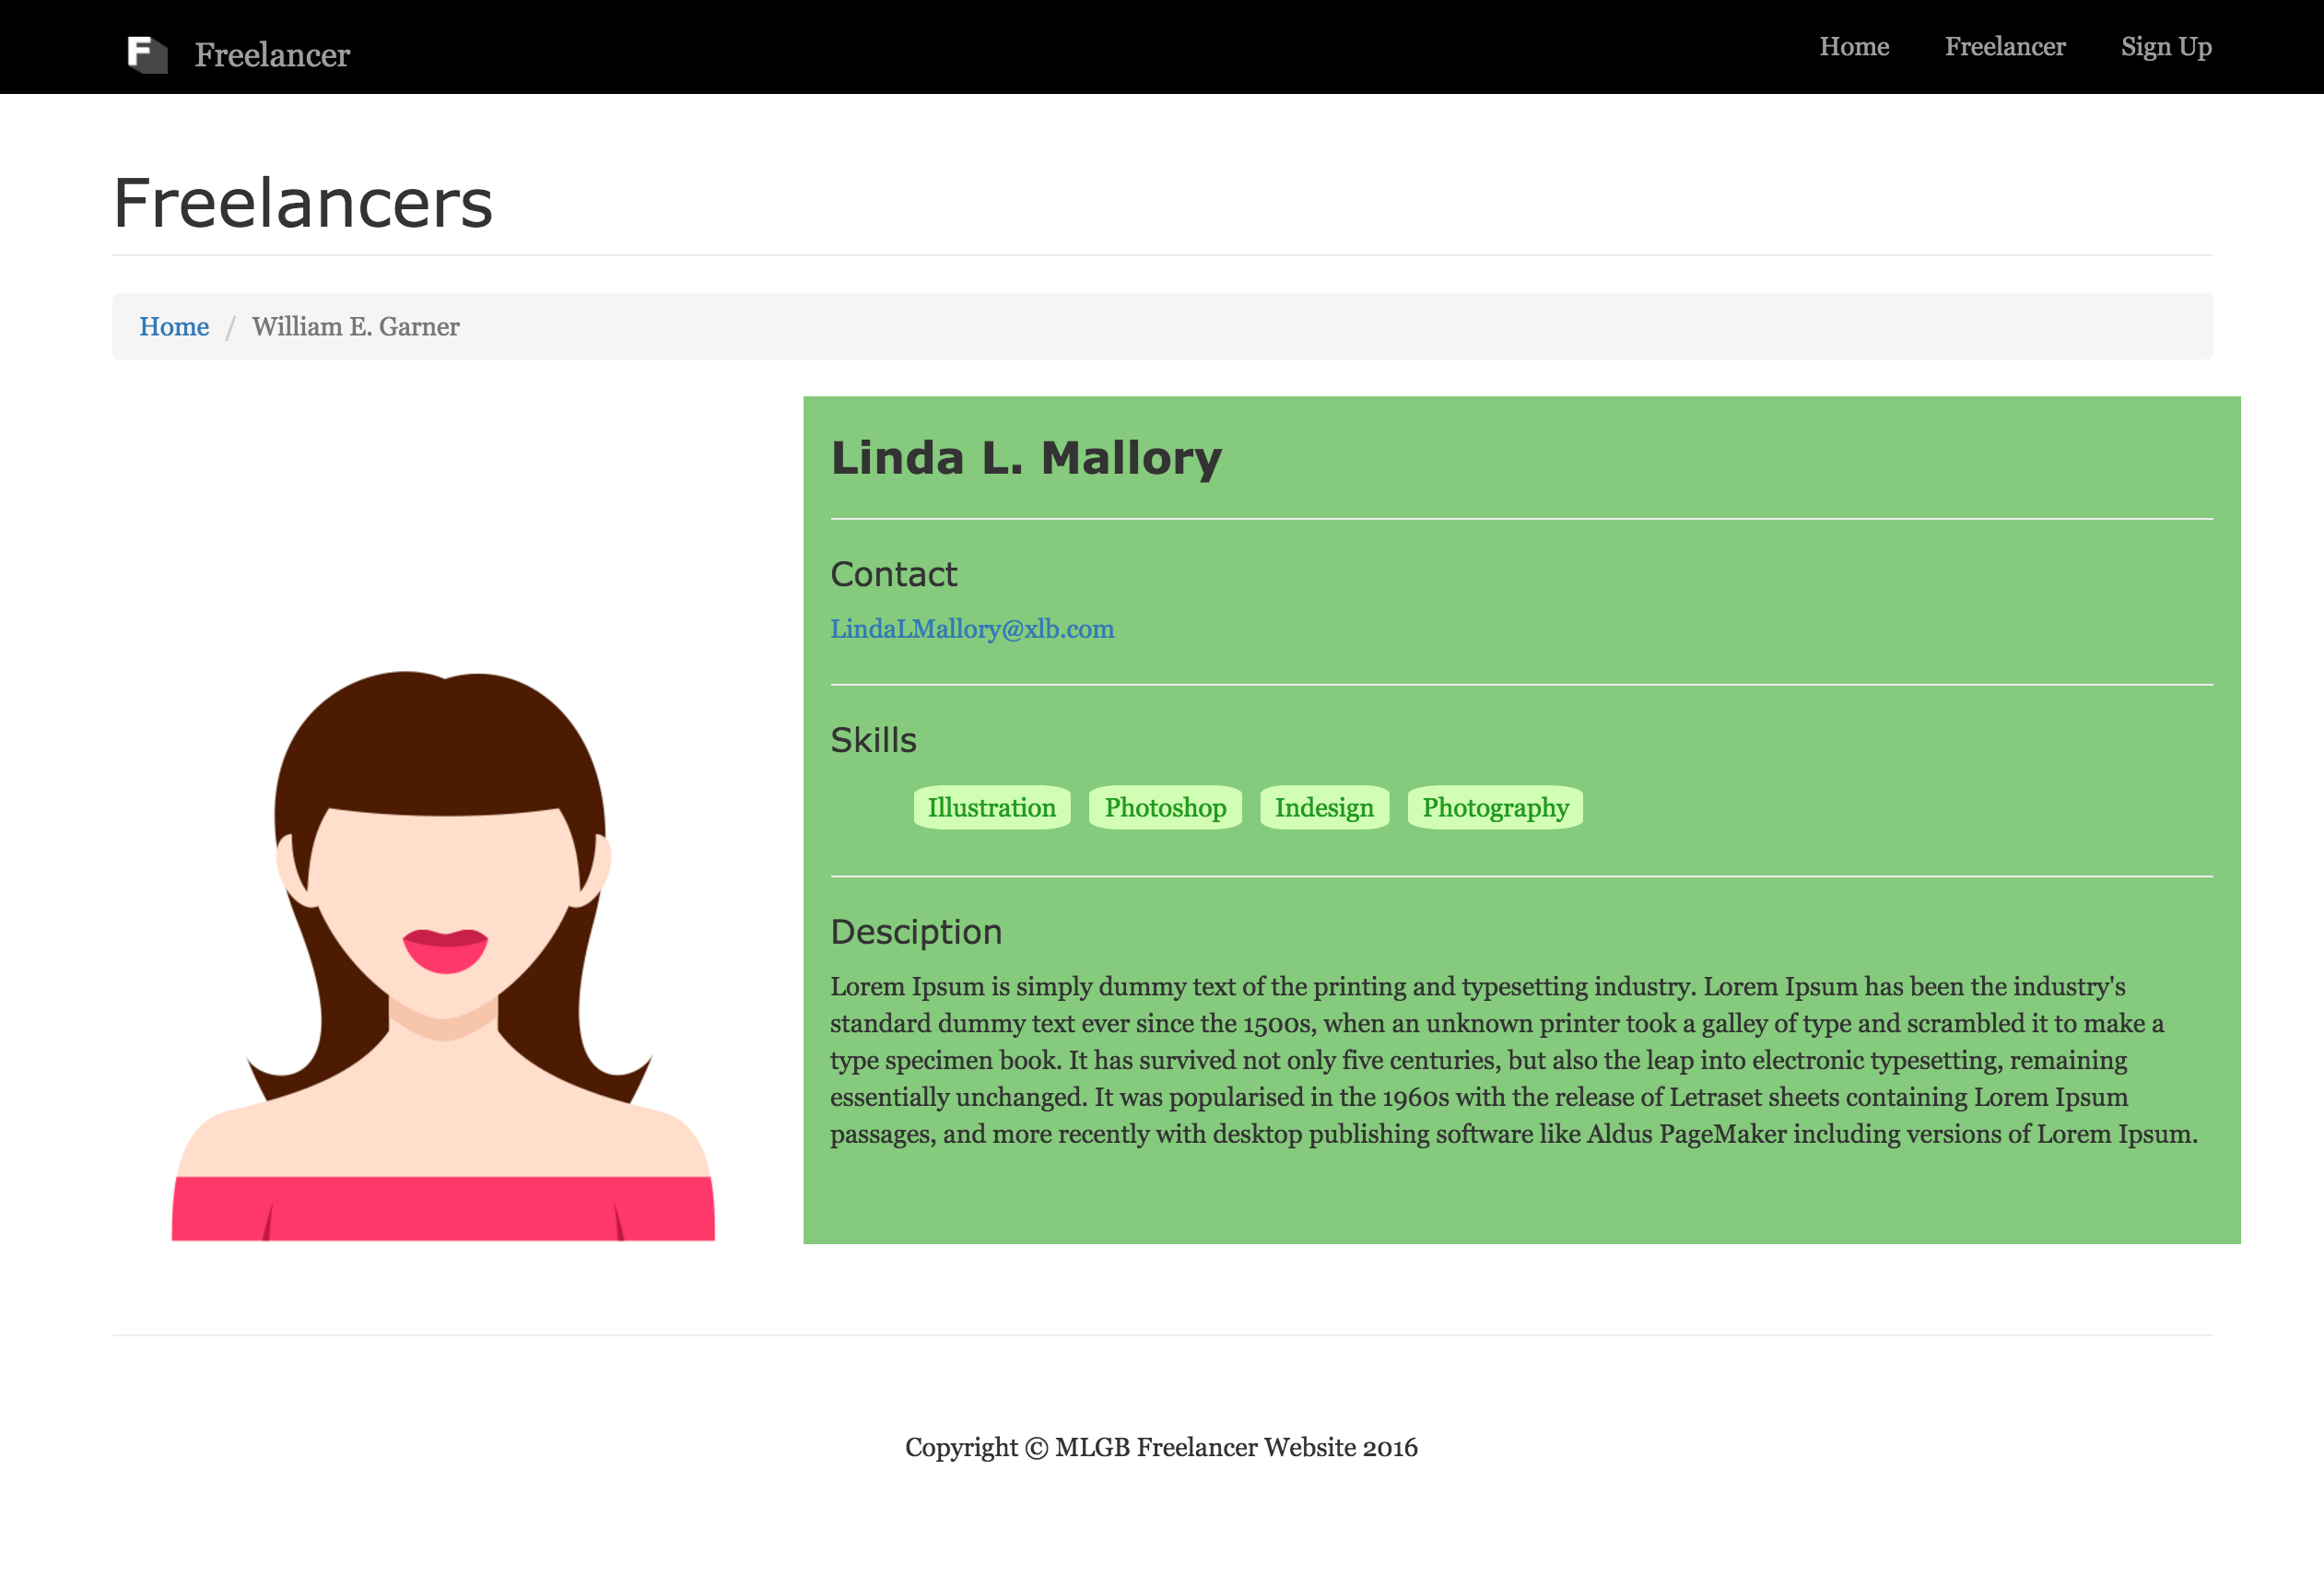 F Freelancer
Home Freelancer Sign Up
Freelancers
Home / William E. Garner
Linda L. Mallory
Contact
LindaLMallory@xlb.com
Skills
Illustration Photoshop Indesign Photography
Desciption
Lorem Ipsum is simply dummy text of the printing and typesetting industry. Lorem Ipsum has been the industry's
standard dummy text ever since the 1500s, when an unknown printer took a galley of type and scrambled it to make a
type specimen book. It has survived not only five centuries, but also the leap into electronic typesetting, remaining
essentially unchanged. It was popularised in the 1960s with the release of Letraset sheets containing Lorem Ipsum
passages, and more recently with desktop publishing software like Aldus PageMaker including versions of Lorem Ipsum.
Copyright © MLGB Freelancer Website 2016